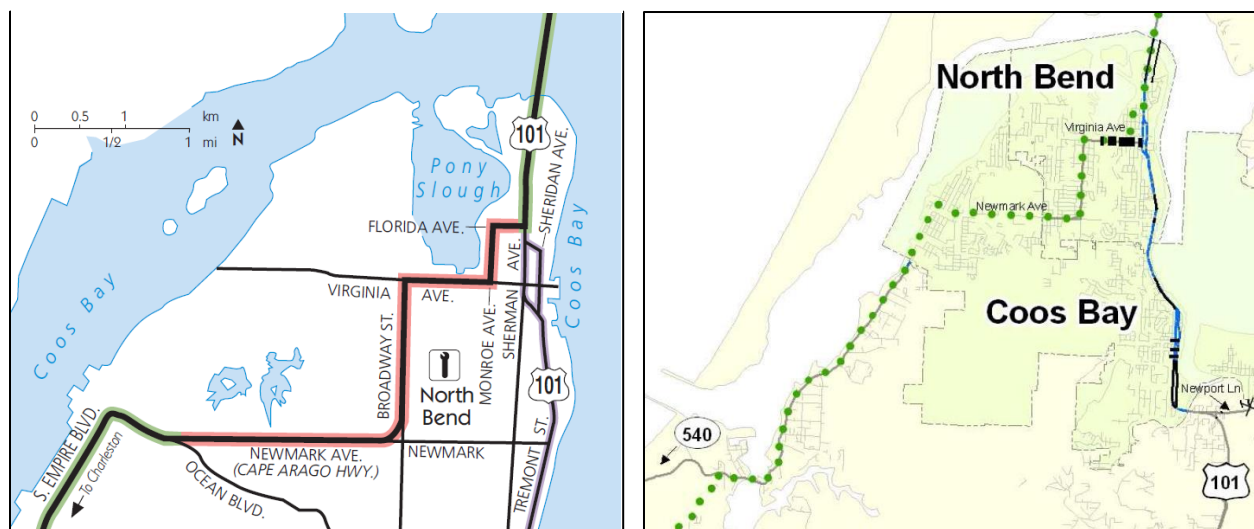 0 0.5 1 km
0 1/2 1 mi
N
101
SHERIDAN AVE.
Pony
Slough
FLORIDA AVE.
Coos Bay
Coos Bay
VIRGINIA AVE.
BROADWAY ST.
MONROE AVE.
SHERMAN AVE.
North
Bend
101
NEWMARK AVE.
(CAPE ARAGO HWY.)
NEWMARK
S. EMPIRE BLVD.
To Charleston
OCEAN BLVD.
TREMONT ST.
North Bend
Virginia Ave
Newmark Ave.
Coos Bay
Newport Ln
540
101